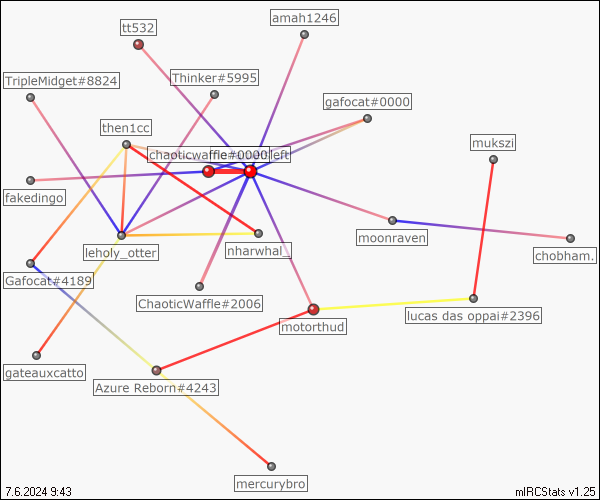 amah1246
tt532
TripleMidget#8824
Thinker#5995
gafocat#0000
then1cc
mukszi
chaoticwaffle#0000
left
fakedingo
moonraven
leholy_otter
nharwhal_
chobham.
Gafocat#4189
ChaoticWaffle#2006
motorthud
lucas das oppai#2396
gateauxcatto
Azure Reborn#4243
mercurybro
7.6.2024 9:43
mIRCStats v1.25